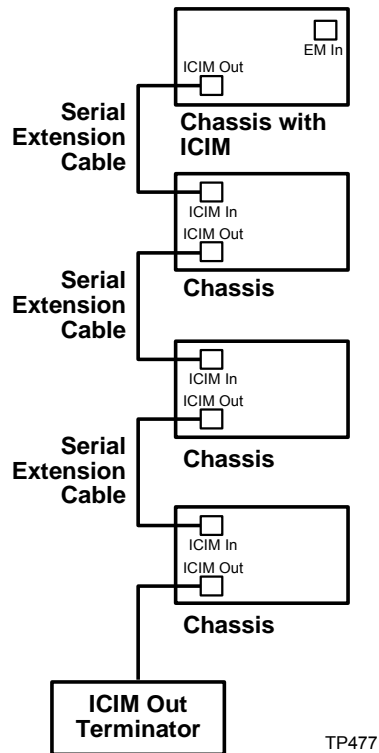 EM In
ICIM Out
Serial
Extension
Cable
Chassis with
ICIM
ICIM In
ICIM Out
Chassis
Serial
Extension
Cable
ICIM In
ICIM Out
Chassis
Serial
Extension
Cable
ICIM In
ICIM Out
Chassis
ICIM Out
Terminator
TP477